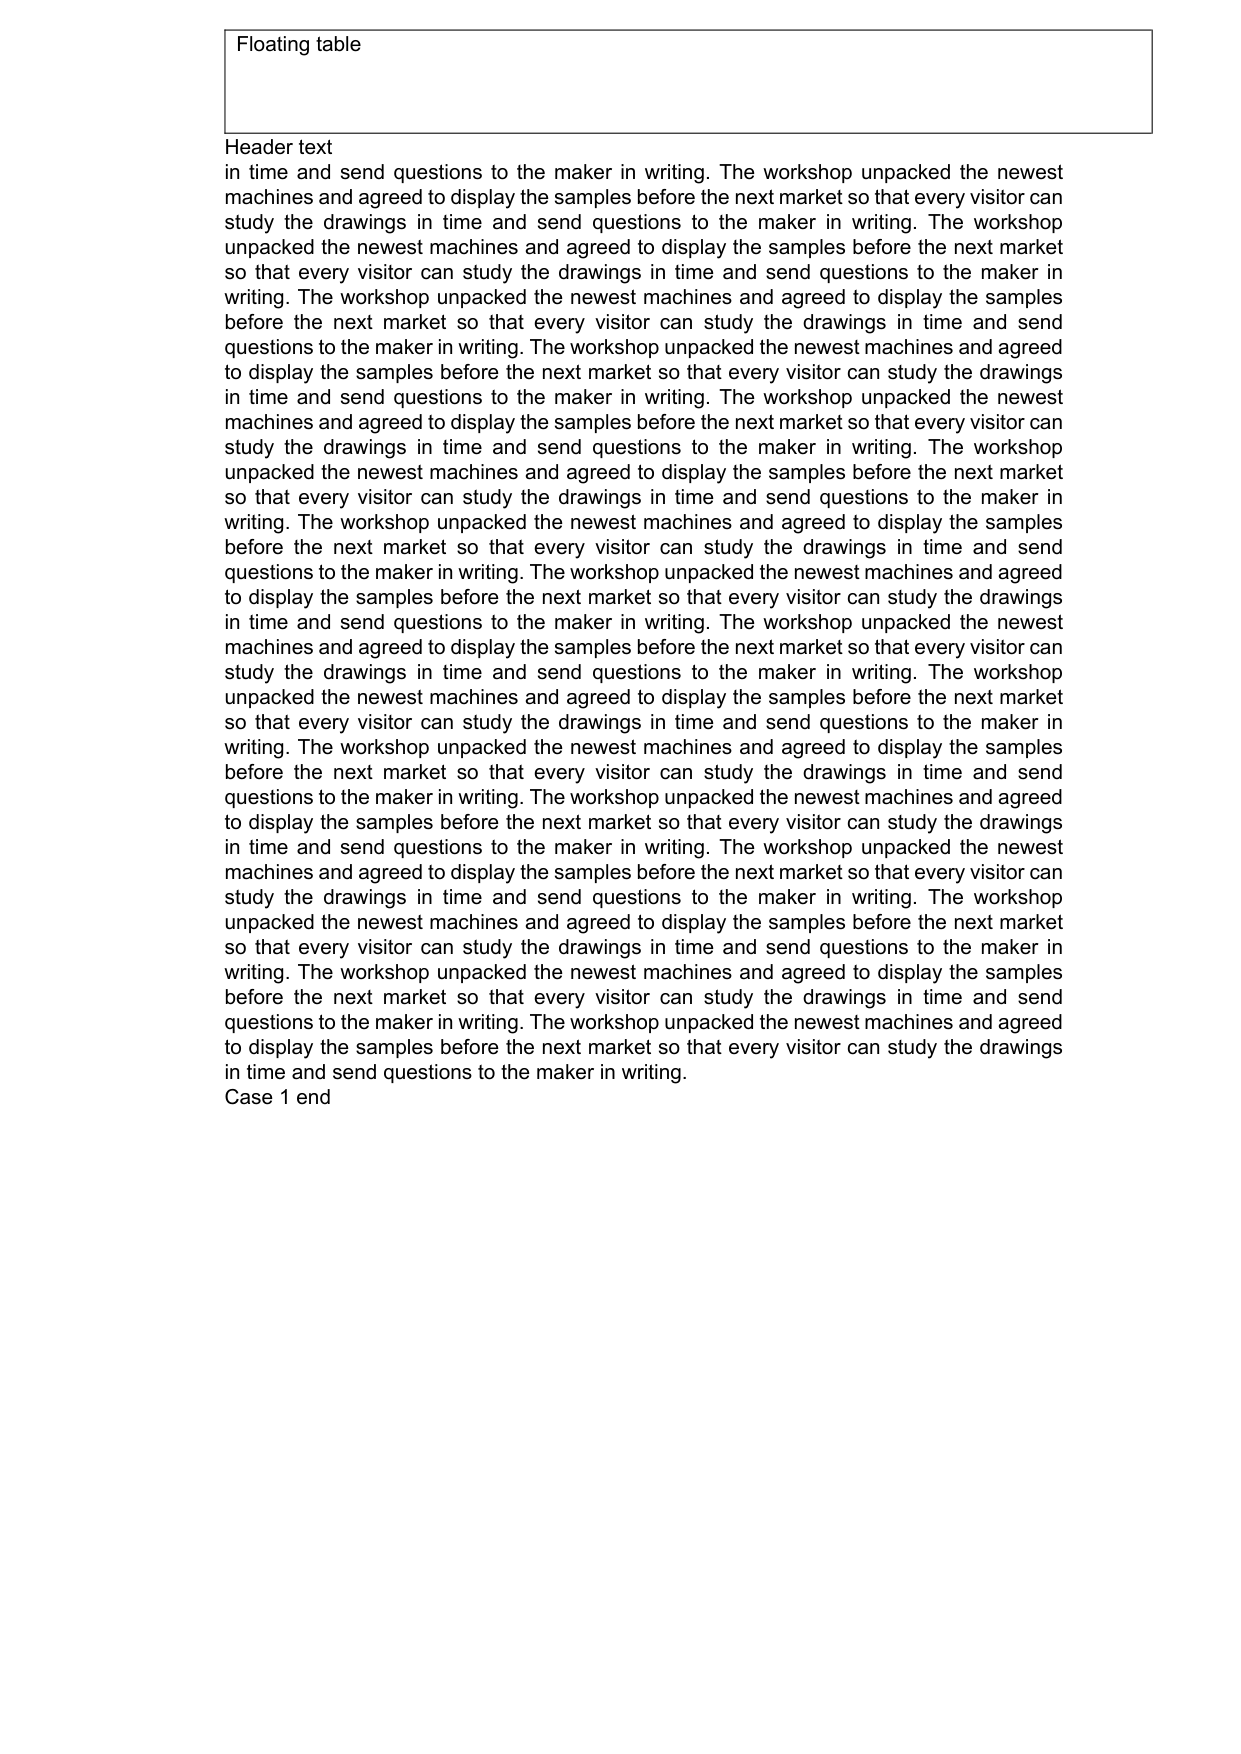 Floating table
Header text
in time and send questions to the maker in writing. The workshop unpacked the newest
machines and agreed to display the samples before the next market so that every visitor can
study the drawings in time and send questions to the maker in writing. The workshop
unpacked the newest machines and agreed to display the samples before the next market
so that every visitor can study the drawings in time and send questions to the maker in
writing. The workshop unpacked the newest machines and agreed to display the samples
before the next market so that every visitor can study the drawings in time and send
questions to the maker in writing. The workshop unpacked the newest machines and agreed
to display the samples before the next market so that every visitor can study the drawings
in time and send questions to the maker in writing. The workshop unpacked the newest
machines and agreed to display the samples before the next market so that every visitor can
study the drawings in time and send questions to the maker in writing. The workshop
unpacked the newest machines and agreed to display the samples before the next market
so that every visitor can study the drawings in time and send questions to the maker in
writing. The workshop unpacked the newest machines and agreed to display the samples
before the next market so that every visitor can study the drawings in time and send
questions to the maker in writing. The workshop unpacked the newest machines and agreed
to display the samples before the next market so that every visitor can study the drawings
in time and send questions to the maker in writing. The workshop unpacked the newest
machines and agreed to display the samples before the next market so that every visitor can
study the drawings in time and send questions to the maker in writing. The workshop
unpacked the newest machines and agreed to display the samples before the next market
so that every visitor can study the drawings in time and send questions to the maker in
writing. The workshop unpacked the newest machines and agreed to display the samples
before the next market so that every visitor can study the drawings in time and send
questions to the maker in writing. The workshop unpacked the newest machines and agreed
to display the samples before the next market so that every visitor can study the drawings
in time and send questions to the maker in writing. The workshop unpacked the newest
machines and agreed to display the samples before the next market so that every visitor can
study the drawings in time and send questions to the maker in writing. The workshop
unpacked the newest machines and agreed to display the samples before the next market
so that every visitor can study the drawings in time and send questions to the maker in
writing. The workshop unpacked the newest machines and agreed to display the samples
before the next market so that every visitor can study the drawings in time and send
questions to the maker in writing. The workshop unpacked the newest machines and agreed
to display the samples before the next market so that every visitor can study the drawings
in time and send questions to the maker in writing.
Case 1 end